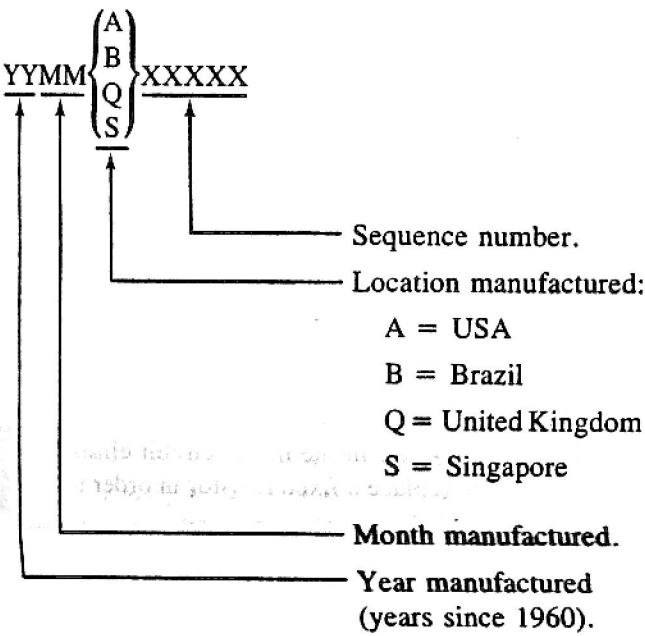 A
B
YYMM XXXXX
Q
S
Sequence number.
Location manufactured:
A = USA
B = Brazil
Q = United Kingdom
S = Singapore
Month manufactured.
Year manufactured
(years since 1960).